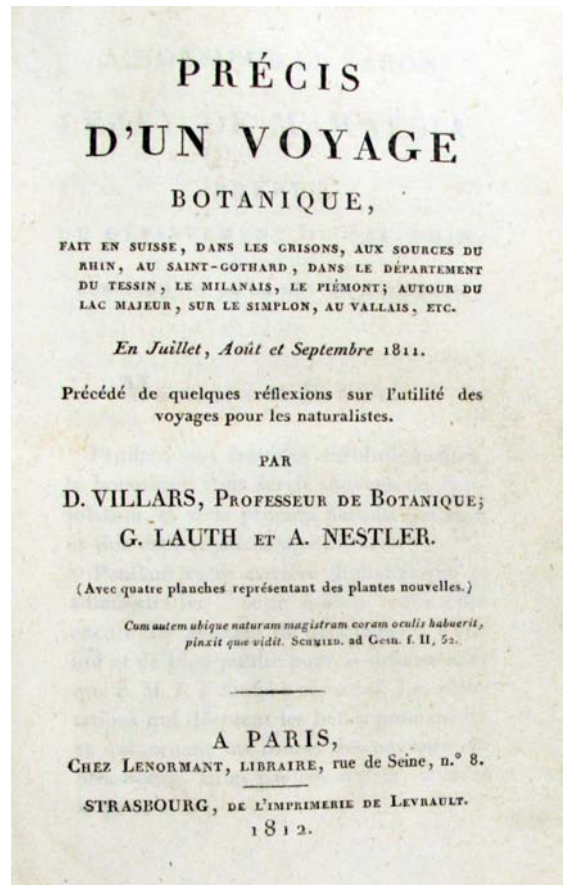 PRÉCIS
D'UN VOYAGE
BOTANIQUE,
FAIT EN SUISSE, DANS LES GRISONS, AUX SOURCES DU
RHIN, AU SAINT-GOTHARD, DANS LE DÉPARTEMENT
DU TESSIN, LE MILANAIS, LE PIÉMONT; AUTOUR DU
LAC MAJEUR, SUR LE SIMPLON, AU VALLAIS, ETC.
En Juillet, Août et Septembre 1811.
Précédé de quelques réflexions sur l'utilité des
voyages pour les naturalistes.
PAR
D. VILLARS, PROFESSEUR DE BOTANIQUE;
G. LAUTH ET A. NESTLER.
(Avec quatre planches représentant des plantes nouvelles.)
Cum autem ubique naturam magistram coram oculis habuerit,
pinxit quæ vidit. SCHMIED. ad Gesn. f. II, 52.
A PARIS,
CHEZ LENORMANT, LIBRAIRE, rue de Seine, n.° 8.
STRASBOURG, DE L'IMPRIMERIE DE LEVRAULT.
1812.